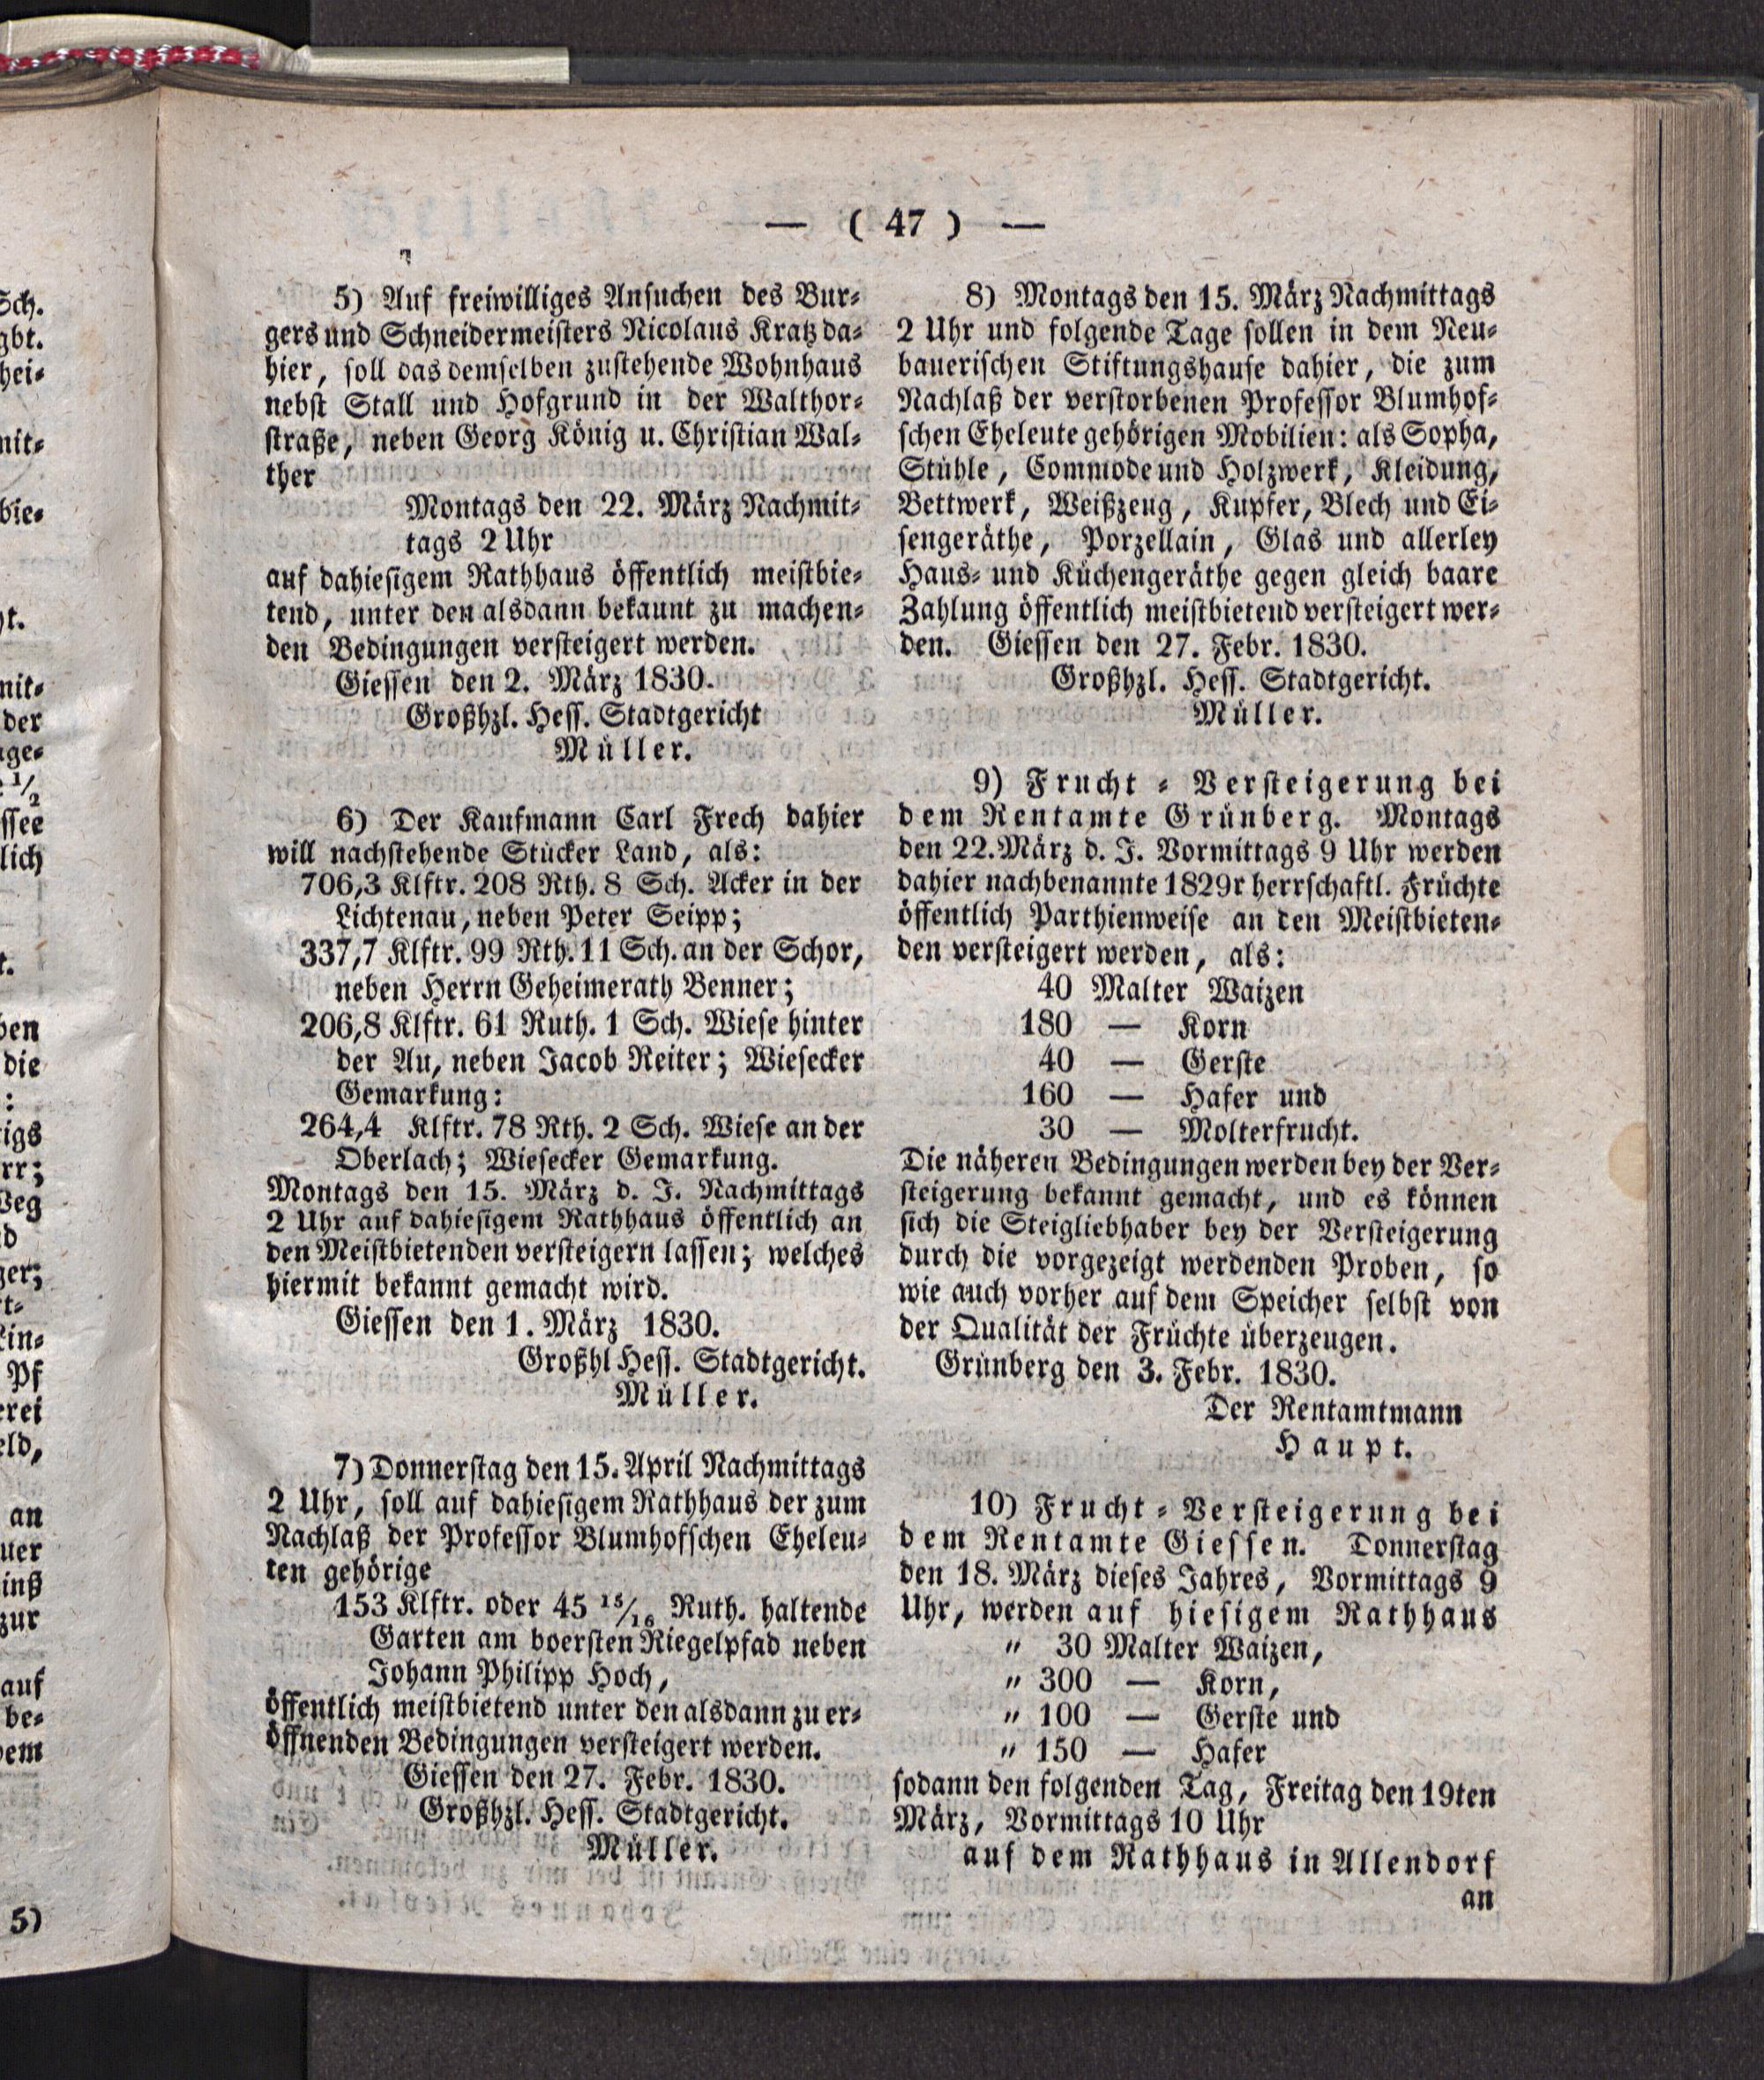 — ( 47 ) —
5) Auf freiwilliges Ansuchen des Bur-
gers und Schneidermeisters Nicolaus Kratz da-
hier, soll das demselben zustehende Wohnhaus
nebst Stall und Hofgrund in der Walthor-
straße, neben Georg König u. Christian Wal-
ther
Montags den 22. März Nachmit-
tags 2 Uhr
auf dahiesigem Rathhaus öffentlich meistbie-
tend, unter den alsdann bekannt zu machen-
den Bedingungen versteigert werden.
Giessen den 2. März 1830.
Großhzl. Hess. Stadtgericht
Müller.
6) Der Kaufmann Carl Frech dahier
will nachstehende Stücker Land, als:
706,3 Klftr. 208 Rth. 8 Sch. Acker in der
Lichtenau, neben Peter Seipp;
337,7 Klftr. 99 Rth. 11 Sch. an der Schor,
neben Herrn Geheimerath Benner;
206,8 Klftr. 61 Ruth. 1 Sch. Wiese hinter
der Au, neben Jacob Reiter; Wiesecker
Gemarkung:
264,4 Klftr. 78 Rth. 2 Sch. Wiese an der
Oberlach; Wiesecker Gemarkung.
Montags den 15. März d. J. Nachmittags
2 Uhr auf dahiesigem Rathhaus öffentlich an
den Meistbietenden versteigern lassen; welches
hiermit bekannt gemacht wird.
Giessen den 1. März 1830.
Großhl Hess. Stadtgericht.
Müller.
7) Donnerstag den 15. April Nachmittags
2 Uhr, soll auf dahiesigem Rathhaus der zum
Nachlaß der Professor Blumhofschen Eheleu-
ten gehörige
153 Klftr. oder 45 15/16 Ruth. haltende
Garten am boersten Riegelpfad neben
Johann Philipp Hoch,
öffentlich meistbietend unter den alsdann zu er-
öffnenden Bedingungen versteigert werden.
Giessen den 27. Febr. 1830.
Großhzl. Hess. Stadtgericht.
Müller.
8) Montags den 15. März Nachmittags
2 Uhr und folgende Tage sollen in dem Neu-
bauerischen Stiftungshause dahier, die zum
Nachlaß der verstorbenen Professor Blumhof-
schen Eheleute gehörigen Mobilien: als Sopha,
Stühle, Commode und Holzwerk, Kleidung,
Bettwerk, Weißzeug, Kupfer, Blech und Ei-
sengeräthe, Porzellain, Glas und allerley
Haus- und Küchengeräthe gegen gleich baare
Zahlung öffentlich meistbietend versteigert wer-
den. Giessen den 27. Febr. 1830.
Großhzl. Hess. Stadtgericht.
Müller.
9) Frucht-Versteigerung bei
dem Rentamte Grünberg. Montags
den 22. März d. J. Vormittags 9 Uhr werden
dahier nachbenannte 1829r herrschaftl. Früchte
öffentlich Parthienweise an den Meistbieten-
den versteigert werden, als:
40 Malter Waizen
180 — Korn
40 — Gerste
160 — Hafer und
30 — Molterfrucht.
Die näheren Bedingungen werden bey der Ver-
steigerung bekannt gemacht, und es können
sich die Steigliebhaber bey der Versteigerung
durch die vorgezeigt werdenden Proben, so
wie auch vorher auf dem Speicher selbst von
der Qualität der Früchte überzeugen.
Grünberg den 3. Febr. 1830.
Der Rentamtmann
Haupt.
10) Frucht-Versteigerung bei
dem Rentamte Giessen. Donnerstag
den 18. März dieses Jahres, Vormittags 9
Uhr, werden auf hiesigem Rathhaus
" 30 Malter Waizen,
" 300 — Korn,
" 100 — Gerste und
" 150 — Hafer
sodann den folgenden Tag, Freitag den 19ten
März, Vormittags 10 Uhr
auf dem Rathhaus in Allendorf
an